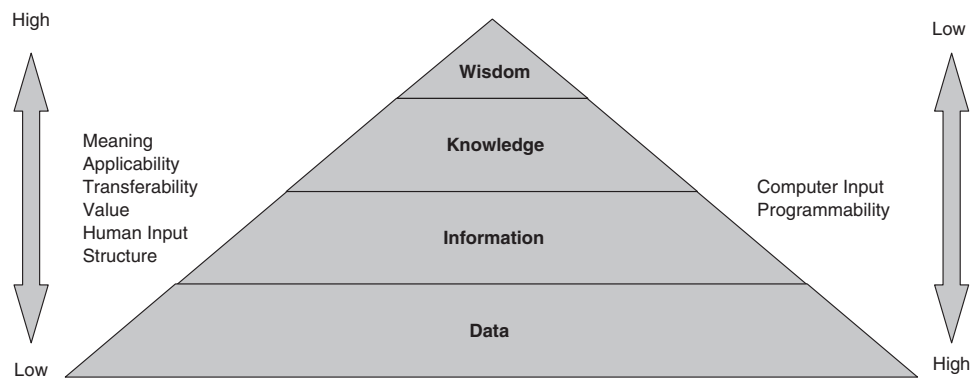 High
Low
Wisdom
Meaning
Applicability
Transferability
Value
Human Input
Structure
Knowledge
Computer Input
Programmability
Information
Data
Low
High